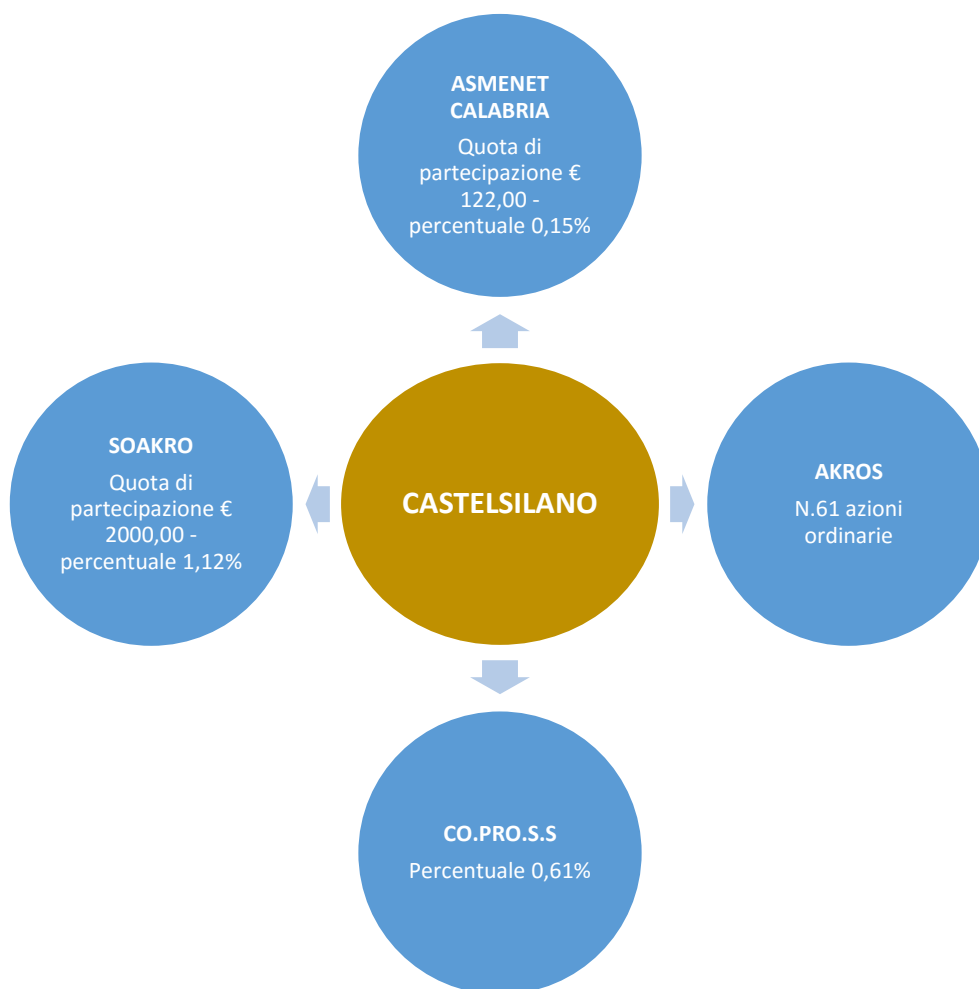 ASMENET
CALABRIA
Quota di
partecipazione €
122,00 -
percentuale 0,15%
SOAKRO
Quota di
partecipazione €
2000,00 -
percentuale 1,12%
CASTELSILANO
AKROS
N.61 azioni
ordinarie
CO.PRO.S.S
Percentuale 0,61%